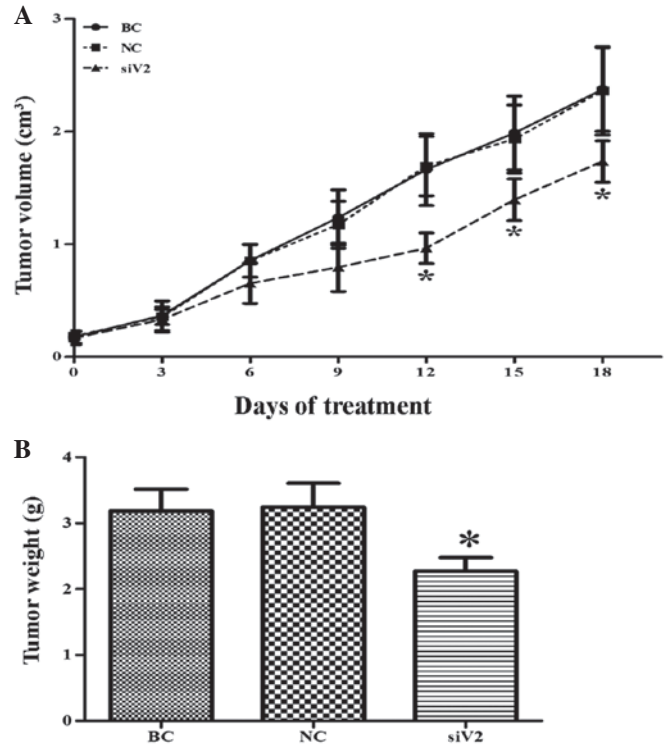 A
BC
NC
siV2
Tumor volume (cm³)
3
2
1
0
0 3 6 9 12 15 18
* * *
Days of treatment
B
Tumor weight (g)
4
3
2
1
0
*
BC NC siV2